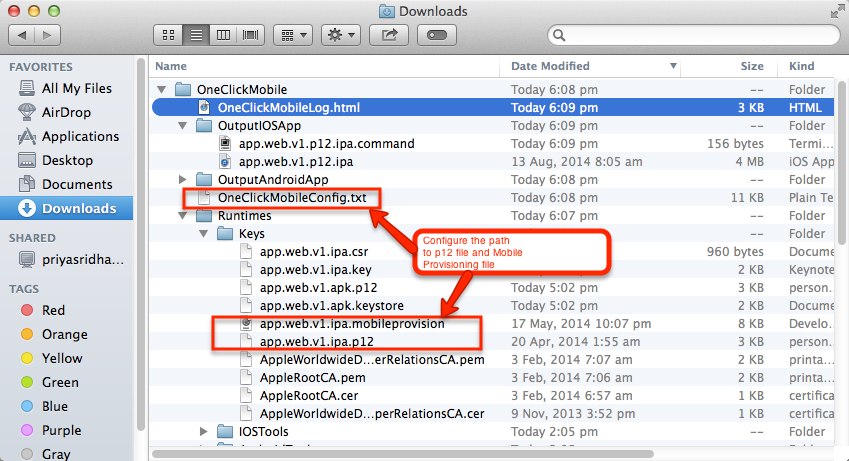 Downloads
FAVORITES
All My Files
AirDrop
Applications
Desktop
Documents
Downloads
SHARED
priyasridha...
TAGS
Red
Orange
Yellow
Green
Blue
Purple
Gray
Name Date Modified Size Kind
OneClickMobile Today 6:08 pm -- Folder
OneClickMobileLog.html Today 6:09 pm 3 KB HTML
OutputIOSApp Today 6:09 pm -- Folder
app.web.v1.p12.ipa.command Today 6:09 pm 156 bytes Termi...
app.web.v1.p12.ipa 13 Aug, 2014 8:05 am 4 MB iOS App
OutputAndroidApp Today 6:08 pm -- Folder
OneClickMobileConfig.txt Today 6:08 pm 11 KB Plain Te
Runtimes Today 6:07 pm -- Folder
Keys -- Folder
app.web.v1.ipa.csr 960 bytes Docume
app.web.v1.ipa.key 2 KB Keynote
app.web.v1.apk.p12 Today 5:02 pm 3 KB person.
app.web.v1.apk.keystore Today 5:02 pm 2 KB Docume
app.web.v1.ipa.mobileprovision 17 May, 2014 10:07 pm 8 KB Develo..
app.web.v1.ipa.p12 20 Apr, 2014 1:55 am 3 KB person..
AppleWorldwideD...erRelationsCA.pem 3 Feb, 2014 7:07 am 2 KB printa...
AppleRootCA.pem 3 Feb, 2014 7:06 am 2 KB printa...
AppleRootCA.cer 3 Feb, 2014 6:57 am 1 KB certifica
AppleWorldwideD...perRelationsCA.cer 9 Nov, 2013 3:52 pm 1 KB certifica
IOSTools Today 2:05 pm -- Folder
Configure the path
to p12 file and Mobile
Provisioning file